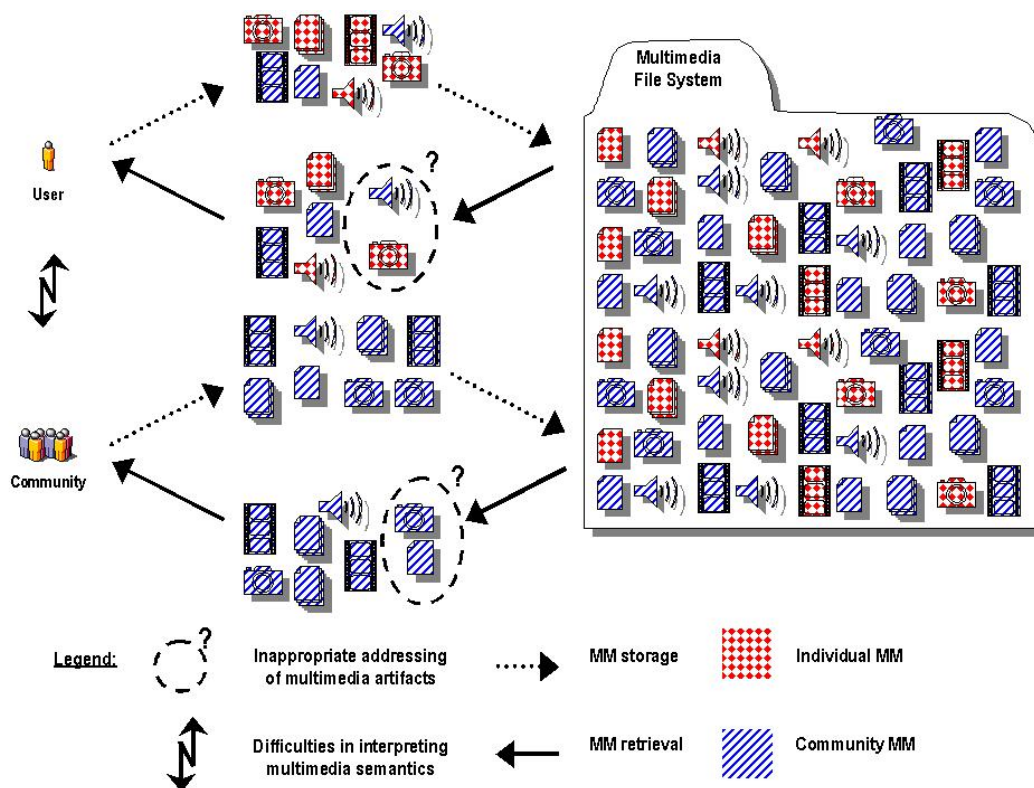 Multimedia
File System
?
User
Community
?
Legend:
?
Inappropriate addressing
of multimedia artifacts
MM storage
Individual MM
Difficulties in interpreting
multimedia semantics
MM retrieval
Community MM